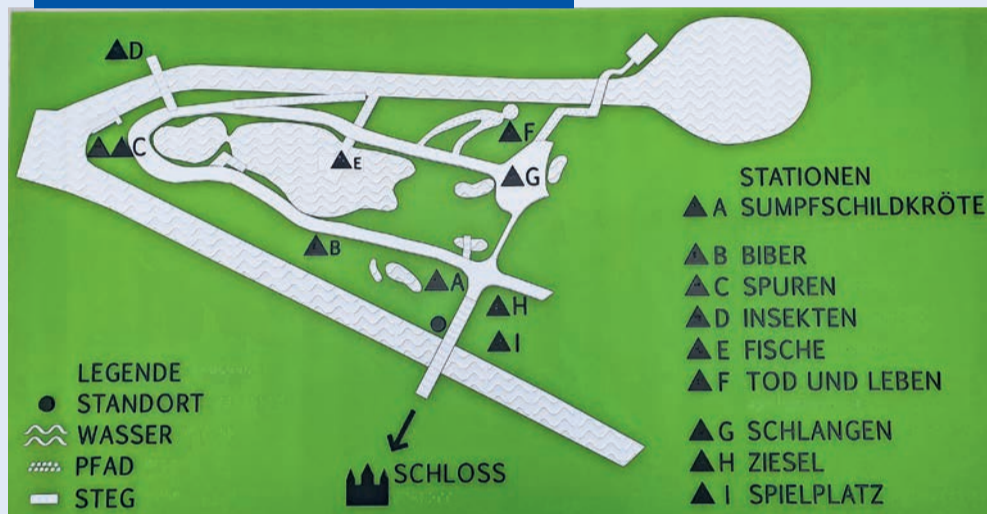 D
C
E
F
G
B
A
H
I
STATIONEN
A SUMPFSCHILDKRÖTE
B BIBER
C SPUREN
D INSEKTEN
E FISCHE
F TOD UND LEBEN
G SCHLANGEN
H ZIESEL
I SPIELPLATZ
LEGENDE
STANDORT
WASSER
PFAD
STEG
SCHLOSS